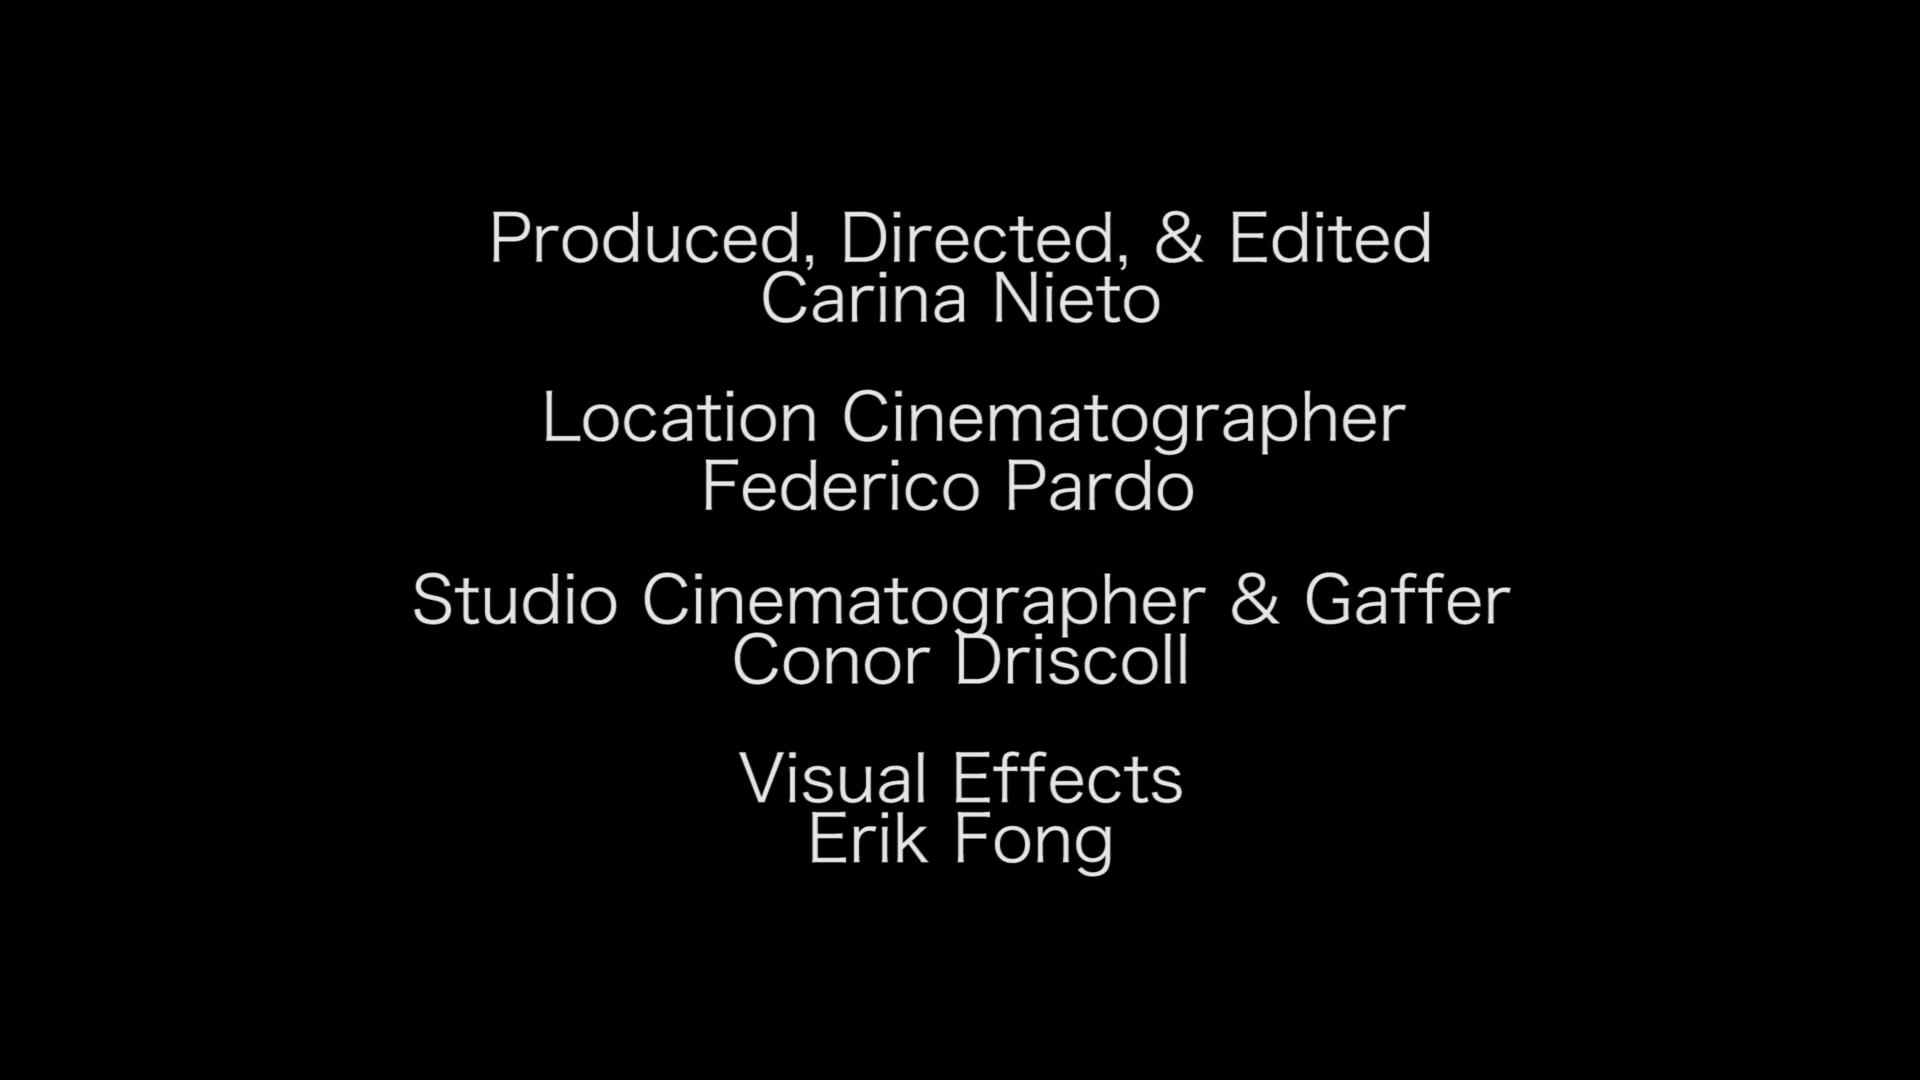 Produced, Directed, & Edited
Carina Nieto
Location Cinematographer
Federico Pardo
Studio Cinematographer & Gaffer
Conor Driscoll
Visual Effects
Erik Fong